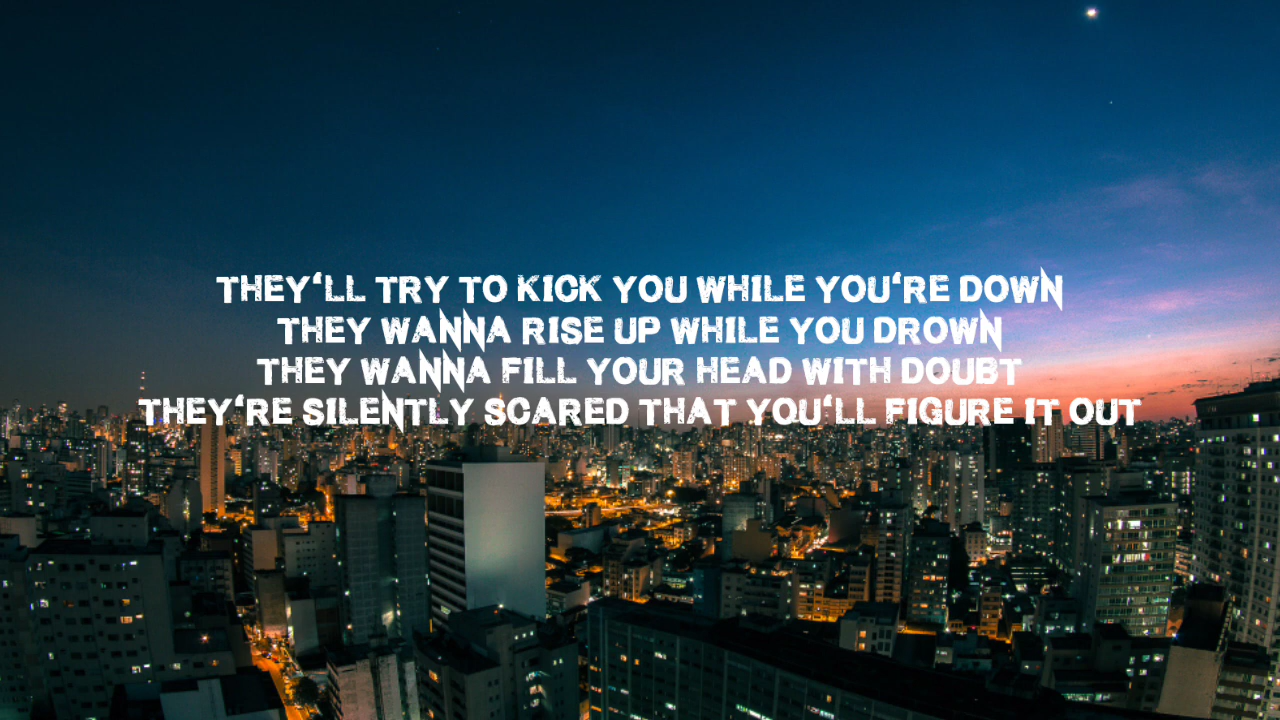 THEY‘LL TRY TO KICK YOU WHILE YOU‘RE DOWN
THEY WANNA RISE UP WHILE YOU DROWN
THEY WANNA FILL YOUR HEAD WITH DOUBT
THEY‘RE SILENTLY SCARED THAT YOU‘LL FIGURE IT OUT